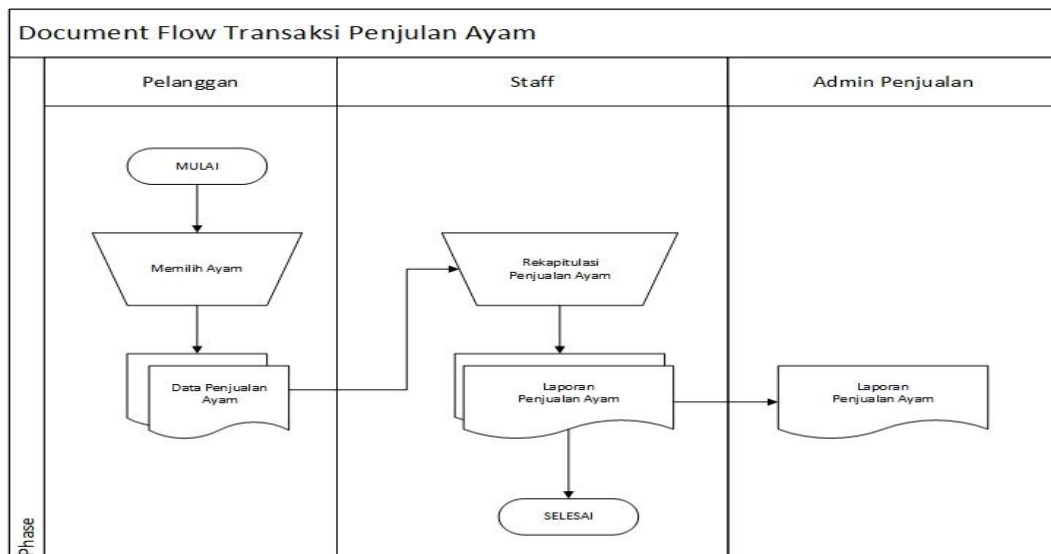 Document Flow Transaksi Penjulan Ayam
Pelanggan
Staff
Admin Penjualan
MULAI
Memilih Ayam
Rekapitulasi
Penjualan Ayam
Data Penjualan
Ayam
Laporan
Penjualan Ayam
Laporan
Penjualan Ayam
SELESAI
Phase